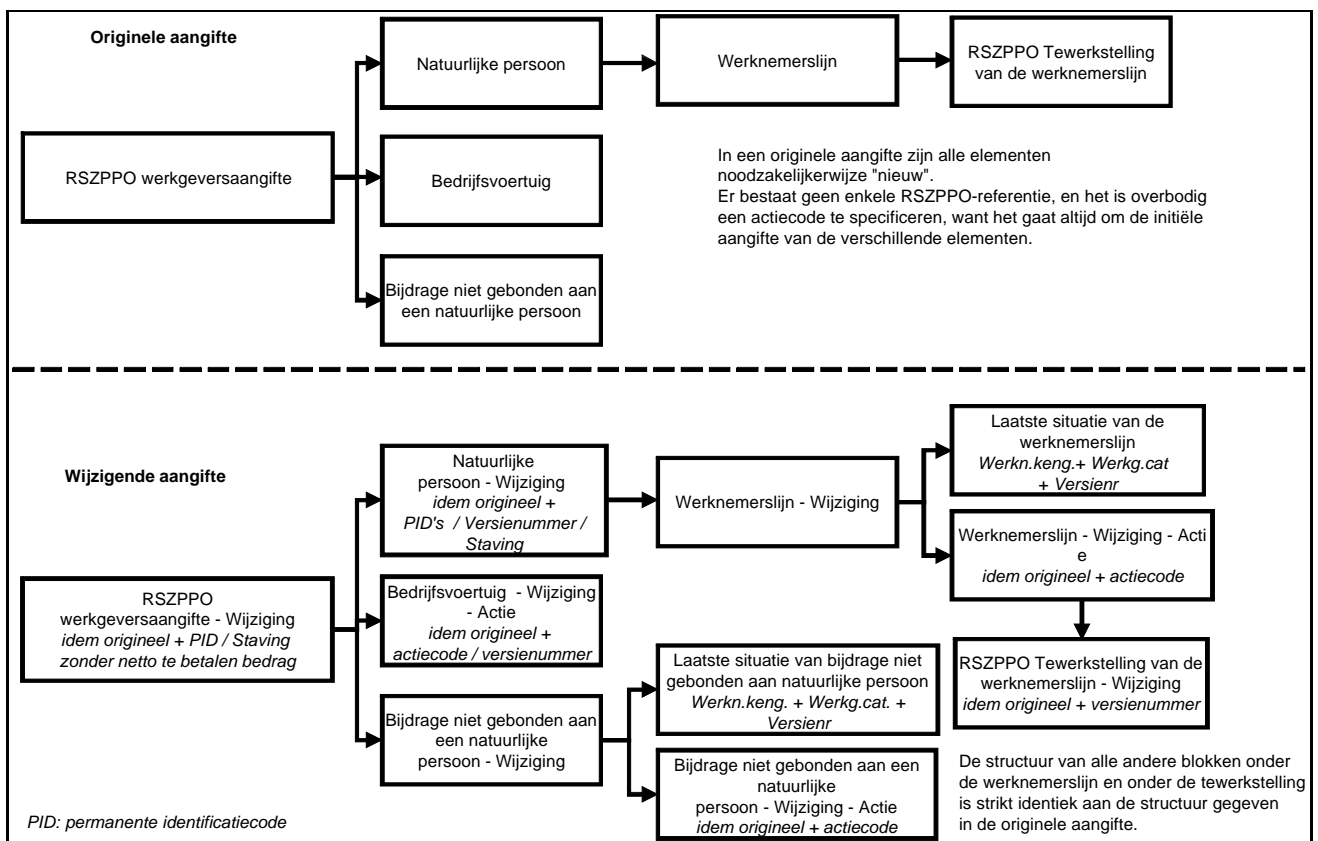 Originele aangifte
Natuurlijke persoon
Werknemerslijn
RSZPPO Tewerkstelling
van de werknemerslijn
RSZPPO werkgeversaangifte
Bedrijfsvoertuig
Bijdrage niet gebonden aan
een natuurlijke persoon
In een originele aangifte zijn alle elementen
noodzakelijkerwijze "nieuw".
Er bestaat geen enkele RSZPPO-referentie, en het is overbodig
een actiecode te specificeren, want het gaat altijd om de initiële
aangifte van de verschillende elementen.
Wijzigende aangifte
Natuurlijke
persoon - Wijziging
idem origineel +
PID's / Versienummer /
Staving
Werknemerslijn - Wijziging
Laatste situatie van de
werknemerslijn
Werkn.keng.+ Werkg.cat
+ Versienr
Werknemerslijn - Wijziging - Acti
e
idem origineel + actiecode
RSZPPO
werkgeversaangifte - Wijziging
idem origineel + PID / Staving
zonder netto te betalen bedrag
Bedrijfsvoertuig - Wijziging
- Actie
idem origineel +
actiecode / versienummer
Laatste situatie van bijdrage niet
gebonden aan natuurlijke persoon
Werkn.keng. + Werkg.cat. +
Versienr
RSZPPO Tewerkstelling van de
werknemerslijn - Wijziging
idem origineel + versienummer
Bijdrage niet gebonden aan
een natuurlijke
persoon - Wijziging
Bijdrage niet gebonden aan een
natuurlijke
persoon - Wijziging - Actie
idem origineel + actiecode
De structuur van alle andere blokken onder
de werknemerslijn en onder de tewerkstelling
is strikt identiek aan de structuur gegeven
in de originele aangifte.
PID: permanente identificatiecode